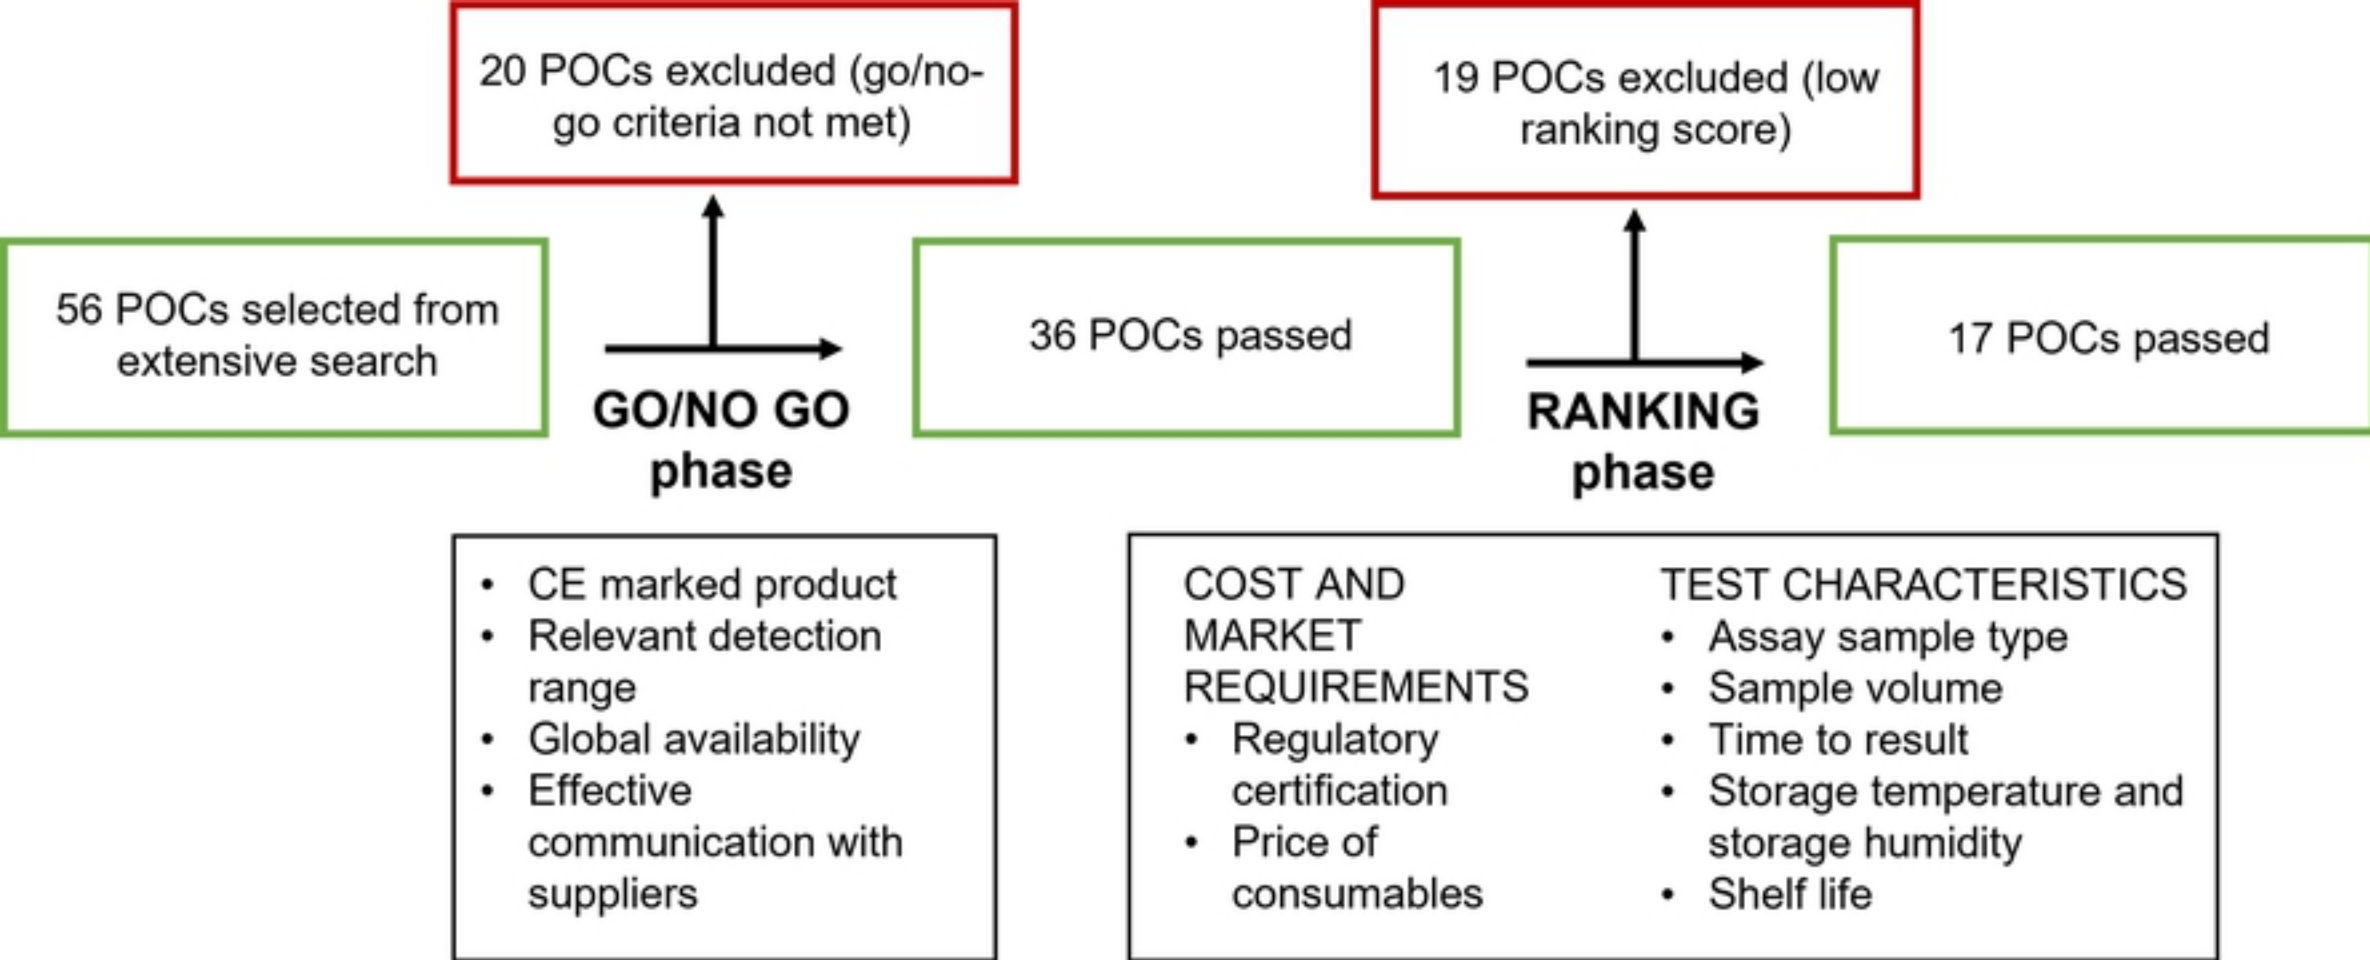 20 POCs excluded (go/no-
go criteria not met)
19 POCs excluded (low
ranking score)
56 POCs selected from
extensive search
GO/NO GO
phase
36 POCs passed
RANKING
phase
17 POCs passed
• CE marked product
• Relevant detection
range
• Global availability
• Effective
communication with
suppliers
COST AND
MARKET
REQUIREMENTS
• Regulatory
certification
• Price of
consumables
TEST CHARACTERISTICS
• Assay sample type
• Sample volume
• Time to result
• Storage temperature and
storage humidity
• Shelf life